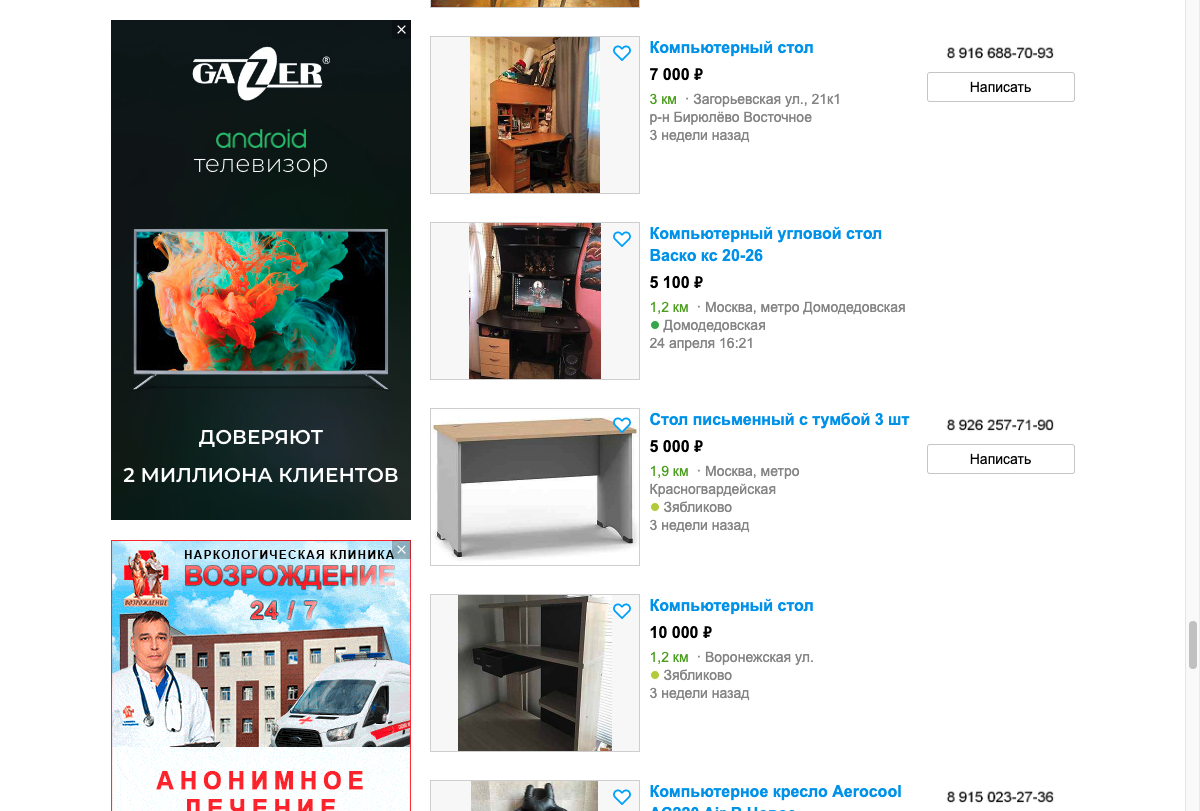 GAZER®
android
телевизор
ДОВЕРЯЮТ
2 МИЛЛИОНА КЛИЕНТОВ
НАРКОЛОГИЧЕСКАЯ КЛИНИКА
ВОЗРОЖДЕНИЕ
24 / 7
ВОЗРОЖДЕНИЕ
АНОНИМНОЕ
ЛЕЧЕНИЕ
Компьютерный стол
7 000 ₽
3 км · Загорьевская ул., 21к1
р-н Бирюлёво Восточное
3 недели назад
8 916 688-70-93
Написать
Компьютерный угловой стол
Васко кс 20-26
5 100 ₽
1,2 км · Москва, метро Домодедовская
Домодедовская
24 апреля 16:21
Стол письменный с тумбой 3 шт
5 000 ₽
1,9 км · Москва, метро
Красногвардейская
Зябликово
3 недели назад
8 926 257-71-90
Написать
Компьютерный стол
10 000 ₽
1,2 км · Воронежская ул.
Зябликово
3 недели назад
Компьютерное кресло Aerocool
8 915 023-27-36